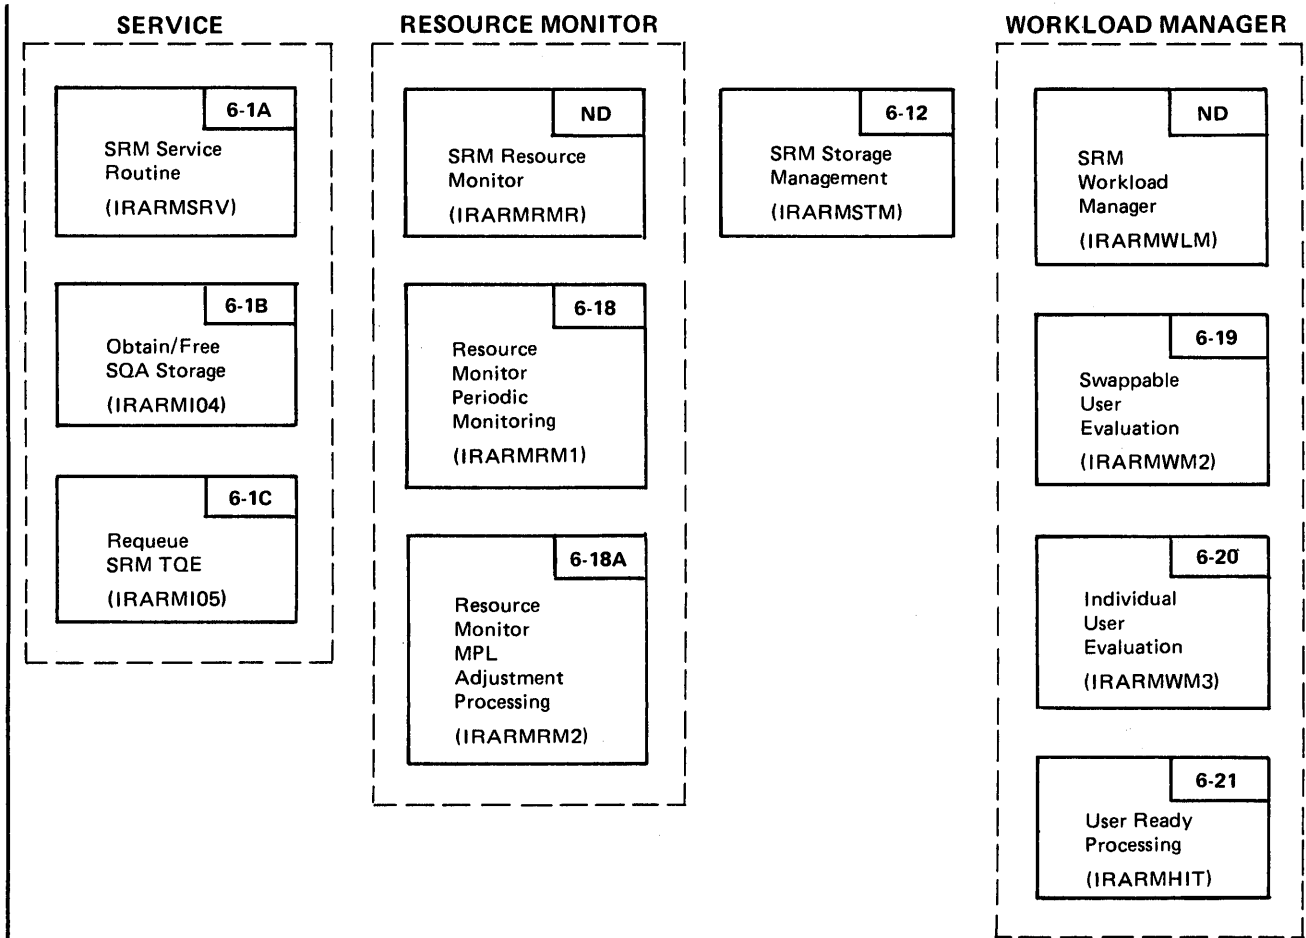 SERVICE
6-1A
SRM Service
Routine
(IRARMSRV)
6-1B
Obtain/Free
SQA Storage
(IRARMI04)
6-1C
Requeue
SRM TQE
(IRARMI05)
RESOURCE MONITOR
ND
SRM Resource
Monitor
(IRARMRMR)
6-18
Resource
Monitor
Periodic
Monitoring
(IRARMRM1)
6-18A
Resource
Monitor
MPL
Adjustment
Processing
(IRARMRM2)
6-12
SRM Storage
Management
(IRARMSTM)
WORKLOAD MANAGER
ND
SRM
Workload
Manager
(IRARMWLM)
6-19
Swappable
User
Evaluation
(IRARMWM2)
6-20
Individual
User
Evaluation
(IRARMWM3)
6-21
User Ready
Processing
(IRARMHIT)